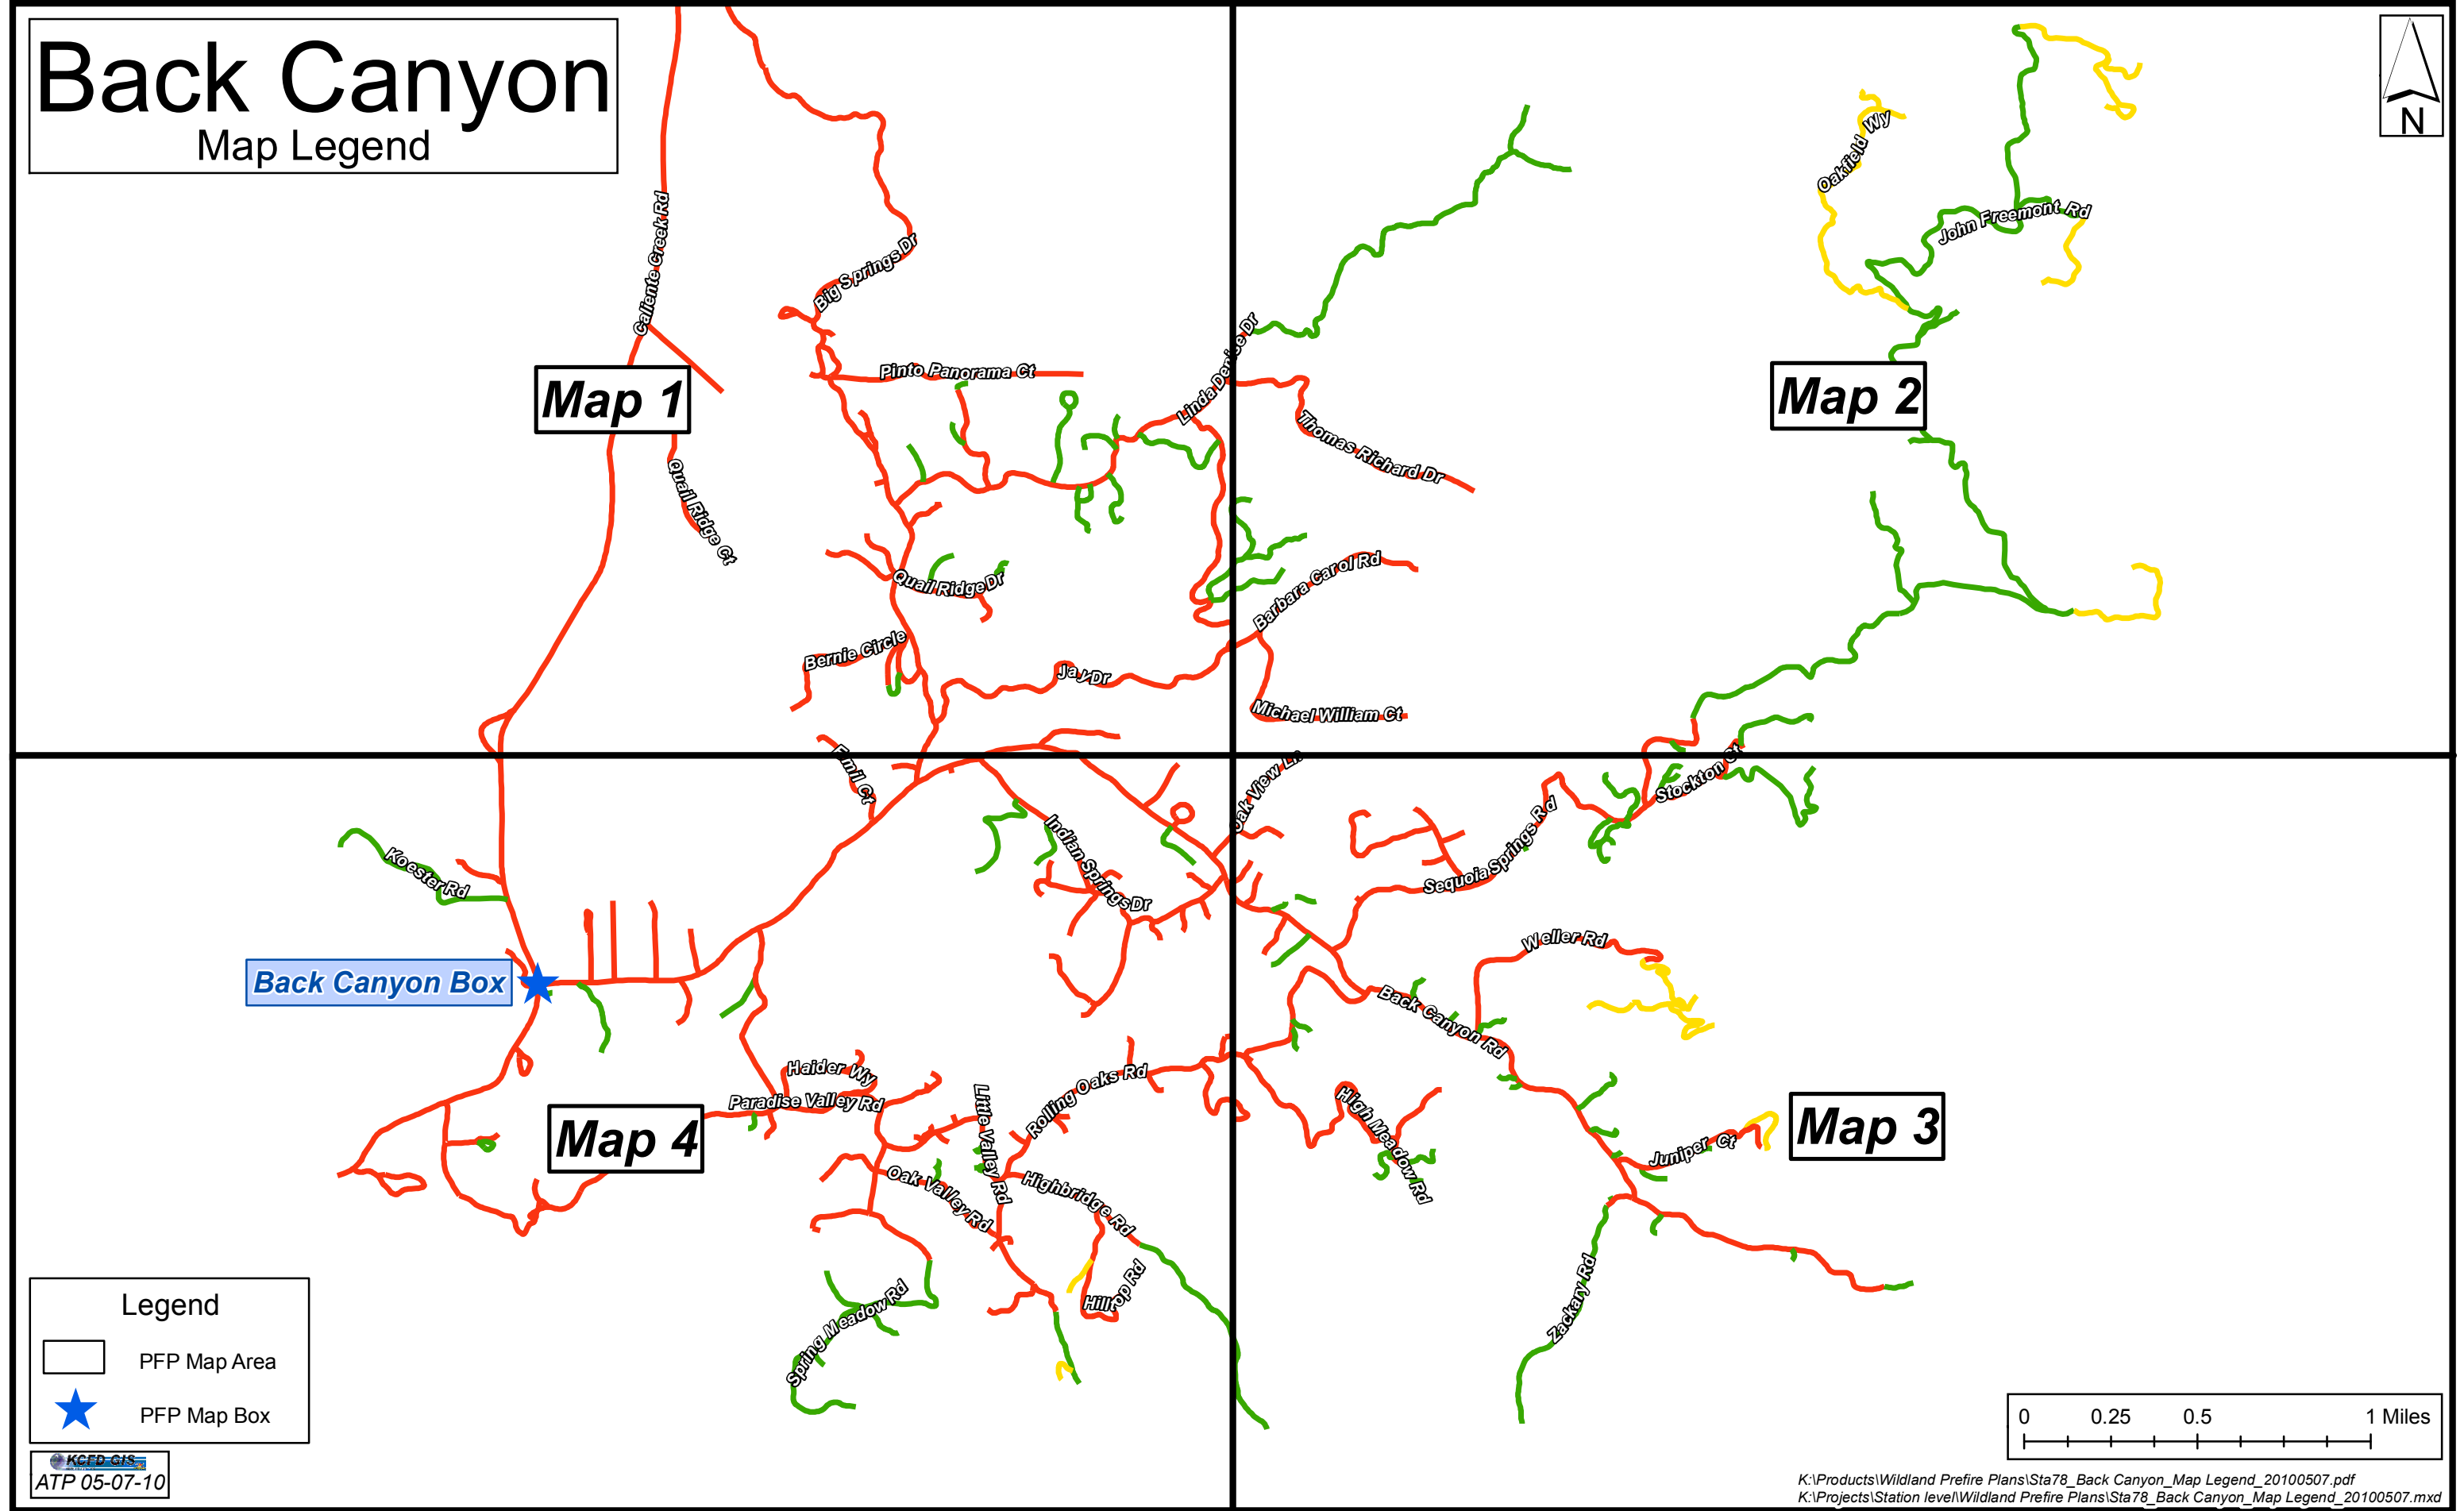 Back Canyon
Map Legend
N
Oakfield Wy
John Freemont Rd
Caliente Creek Rd
Big Springs Dr
Pinto Panorama Ct
Linda Denise Dr
Thomas Richard Dr
Map 1
Map 2
Quail Ridge Ct
Quail Ridge Dr
Barbara Carol Rd
Bernie Circle
Jay Dr
Michael William Ct
Emil Ct
Oak View Ln
Stockton Ct
Indian Springs Dr
Sequoia Springs Rd
Koester Rd
Weller Rd
Back Canyon Box
Back Canyon Rd
Haider Wy
Paradise Valley Rd
Little Valley Rd
Rolling Oaks Rd
High Meadow Rd
Juniper Ct
Map 4
Map 3
Oak Valley Rd
Highbridge Rd
Hilltop Rd
Spring Meadow Rd
Zackary Rd
Legend
PFP Map Area
PFP Map Box
KCFD GIS
ATP 05-07-10
0 0.25 0.5 1 Miles
K:\Products\Wildland Prefire Plans\Sta78_Back Canyon_Map Legend_20100507.pdf
K:\Projects\Station level\Wildland Prefire Plans\Sta78_Back Canyon_Map Legend_20100507.mxd